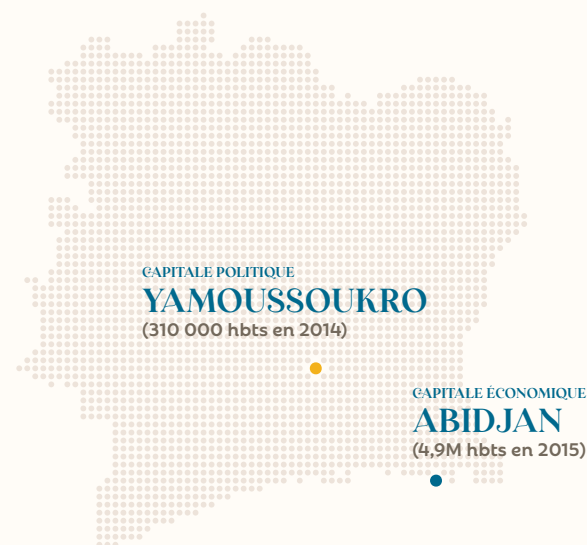 CAPITALE POLITIQUE
YAMOUSSOUKRO
(310 000 hbts en 2014)
CAPITALE ÉCONOMIQUE
ABIDJAN
(4,9M hbts en 2015)